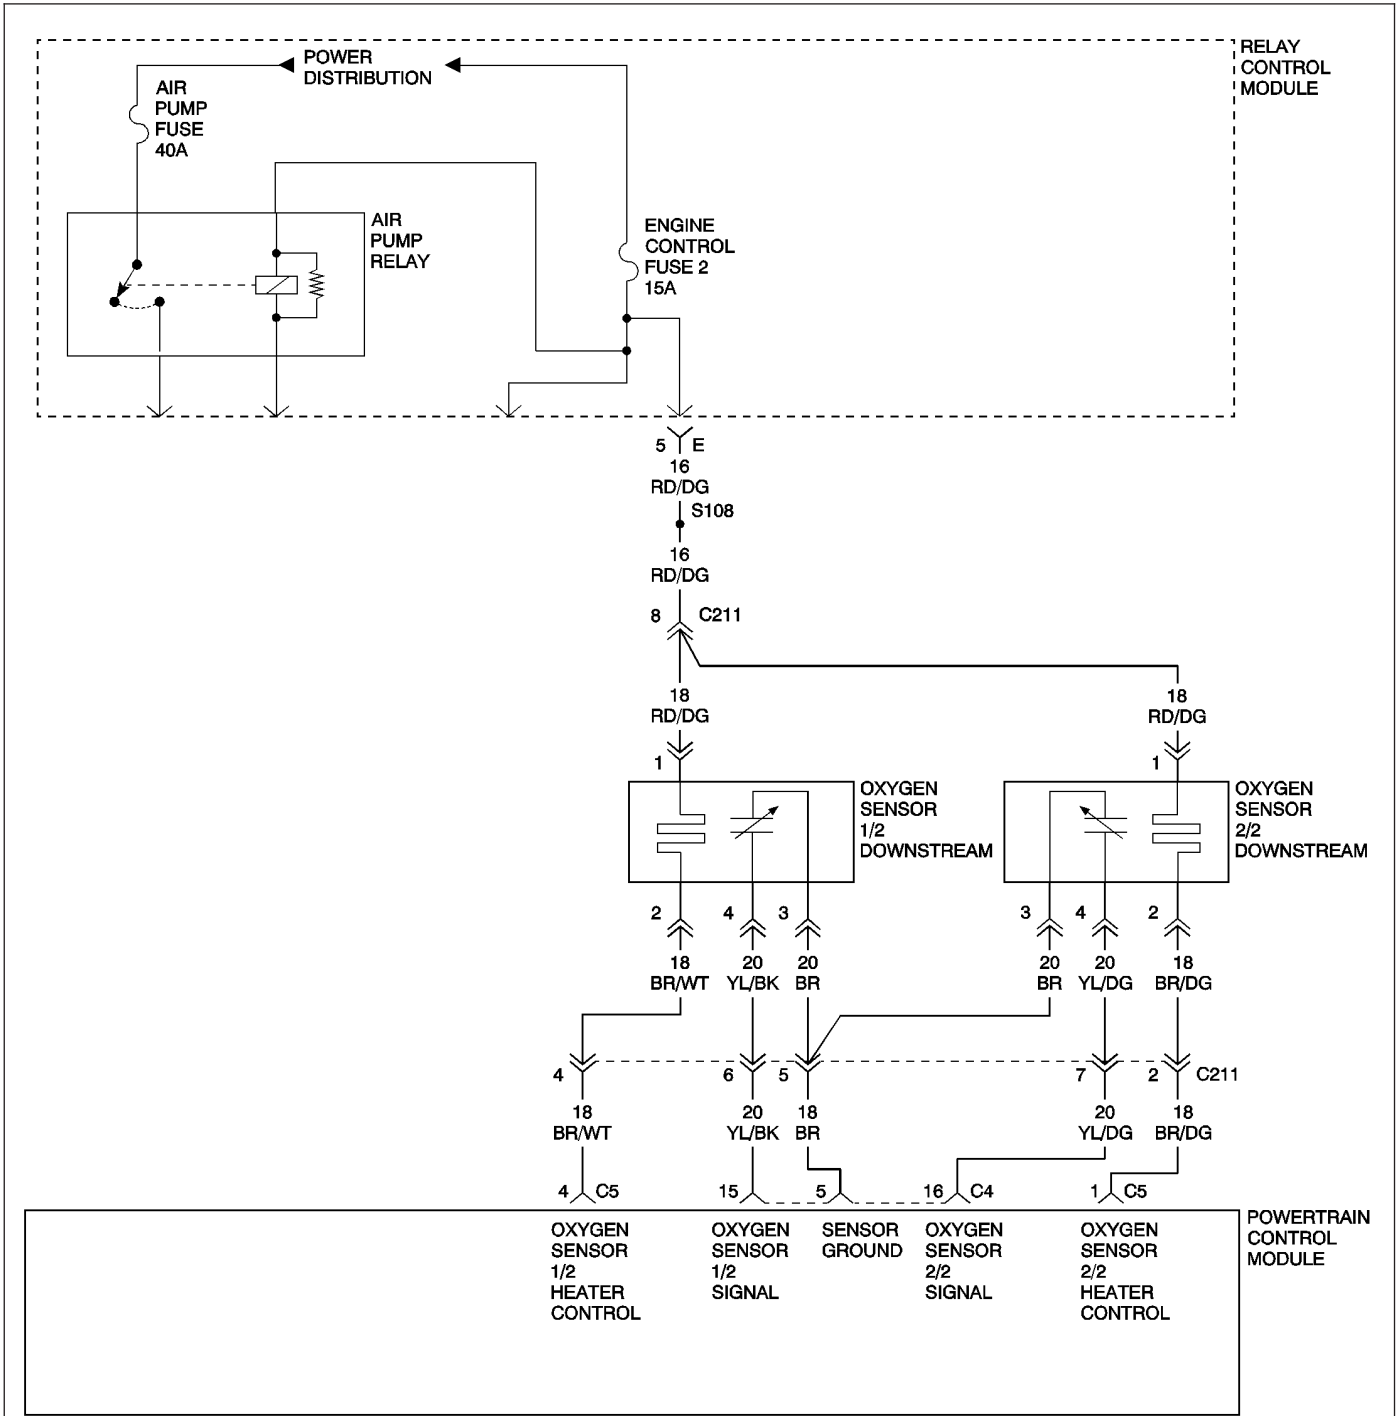 POWER
DISTRIBUTION
RELAY
CONTROL
MODULE
AIR
PUMP
FUSE
40A
AIR
PUMP
RELAY
ENGINE
CONTROL
FUSE 2
15A
5 E
16
RD/DG
S108
16
RD/DG
8 C211
18
RD/DG
18
RD/DG
1
1
OXYGEN
SENSOR
1/2
DOWNSTREAM
OXYGEN
SENSOR
2/2
DOWNSTREAM
2 4 3
3 4 2
18
BR/WT
20
YL/BK
20
BR
20
BR
20
YL/DG
18
BR/DG
4 6 5 7 2 C211
18
BR/WT
20
YL/BK
18
BR
20
YL/DG
18
BR/DG
4 C5 15 5 16 C4 1 C5
OXYGEN
SENSOR
1/2
HEATER
CONTROL
OXYGEN
SENSOR
1/2
SIGNAL
SENSOR
GROUND
OXYGEN
SENSOR
2/2
SIGNAL
OXYGEN
SENSOR
2/2
HEATER
CONTROL
POWERTRAIN
CONTROL
MODULE